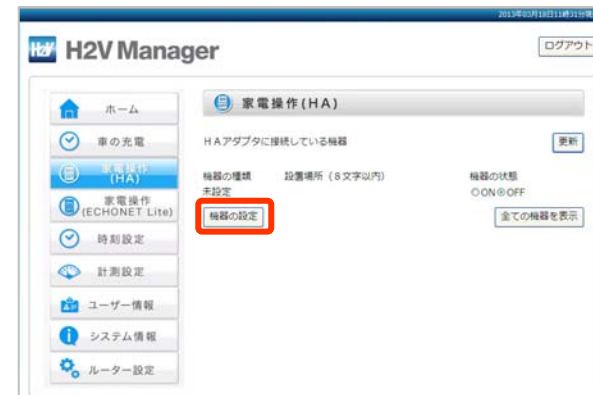 2013年03月18日11時31分現
H2V H2V Manager
ログアウト
家電操作(HA)
ホーム
車の充電
HAアダプタに接続している機器
更新
家電操作
(HA)
機器の種類 設置場所（8文字以内） 機器の状態
未設定 ○ON◉OFF
家電操作
(ECHONET Lite)
機器の設定 全ての機器を表示
時刻設定
計測設定
ユーザー情報
システム情報
ルーター設定